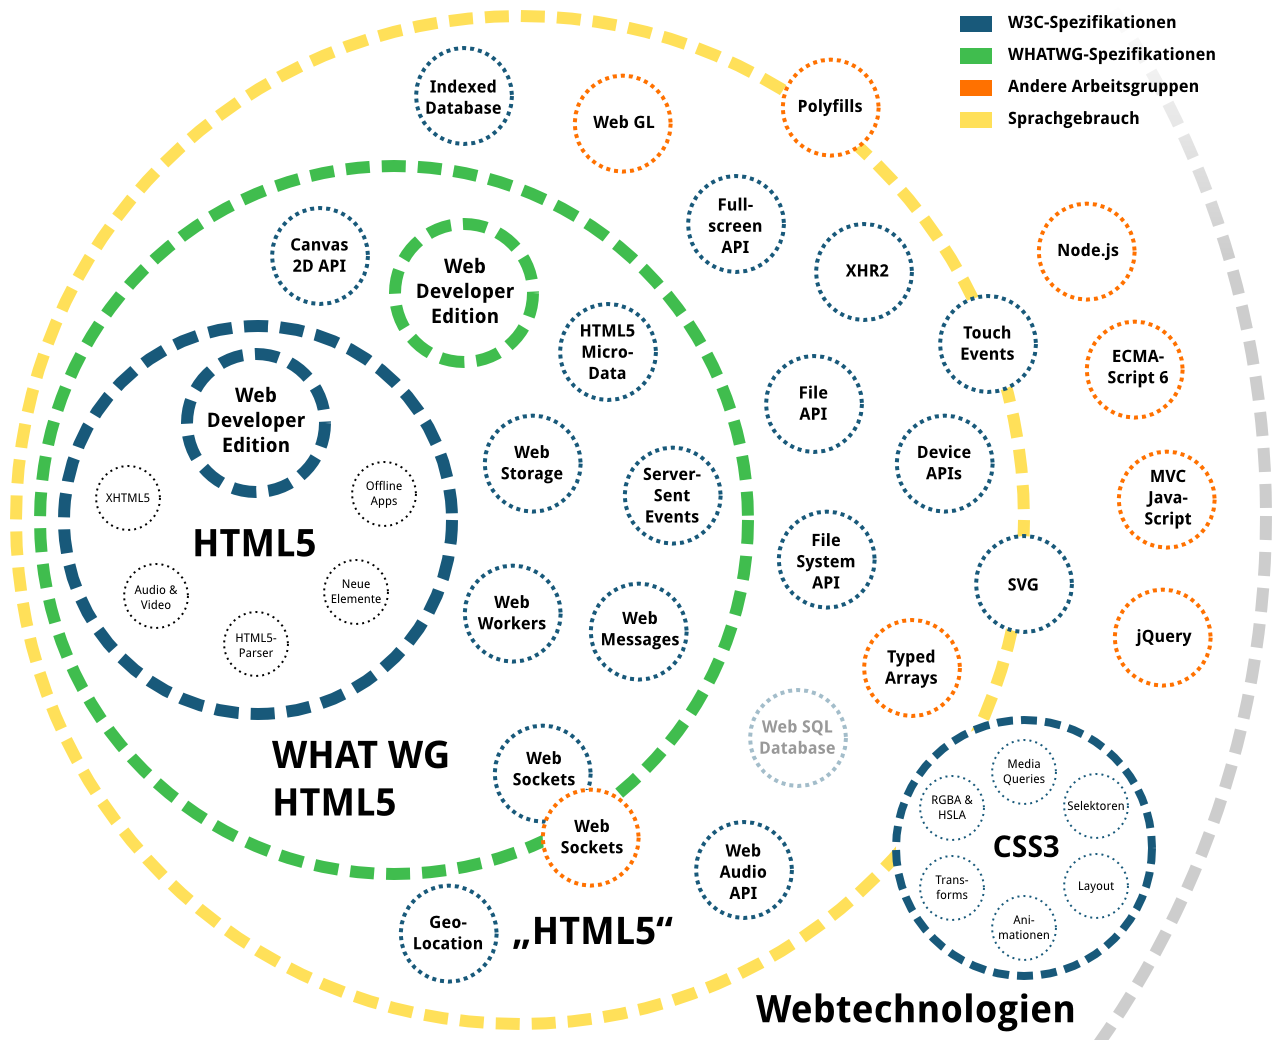 W3C-Spezifikationen
WHATWG-Spezifikationen
Andere Arbeitsgruppen
Sprachgebrauch
Indexed
Database
Web GL
Polyfills
Full-
screen
API
XHR2
Node.js
Canvas
2D API
Web
Developer
Edition
HTML5
Micro-
Data
Touch
Events
ECMA-
Script 6
File
API
Web
Developer
Edition
Web
Storage
Server-
Sent
Events
Device
APIs
MVC
Java-
Script
XHTML5
Offline
Apps
HTML5
File
System
API
SVG
Audio &
Video
Neue
Elemente
HTML5-
Parser
Web
Workers
Web
Messages
jQuery
Typed
Arrays
Web SQL
Database
WHAT WG
HTML5
Web
Sockets
Web
Sockets
Web
Audio
API
Media
Queries
RGBA &
HSLA
Selektoren
CSS3
Trans-
forms
Layout
Ani-
mationen
Geo-
Location
„HTML5“
Webtechnologien